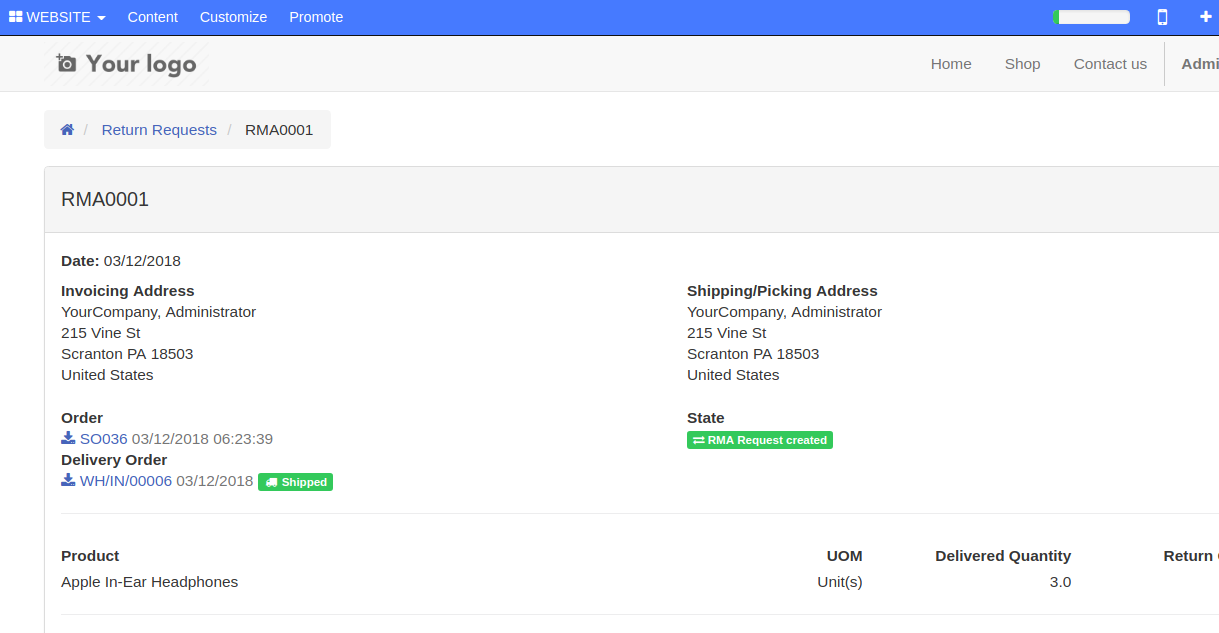 WEBSITE Content Customize Promote
Your logo Home Shop Contact us Admi
/ Return Requests / RMA0001
RMA0001
Date: 03/12/2018
Invoicing Address Shipping/Picking Address
YourCompany, Administrator YourCompany, Administrator
215 Vine St 215 Vine St
Scranton PA 18503 Scranton PA 18503
United States United States
Order State
SO036 03/12/2018 06:23:39 RMA Request created
Delivery Order
WH/IN/00006 03/12/2018 Shipped
Product UOM Delivered Quantity Return
Apple In-Ear Headphones Unit(s) 3.0